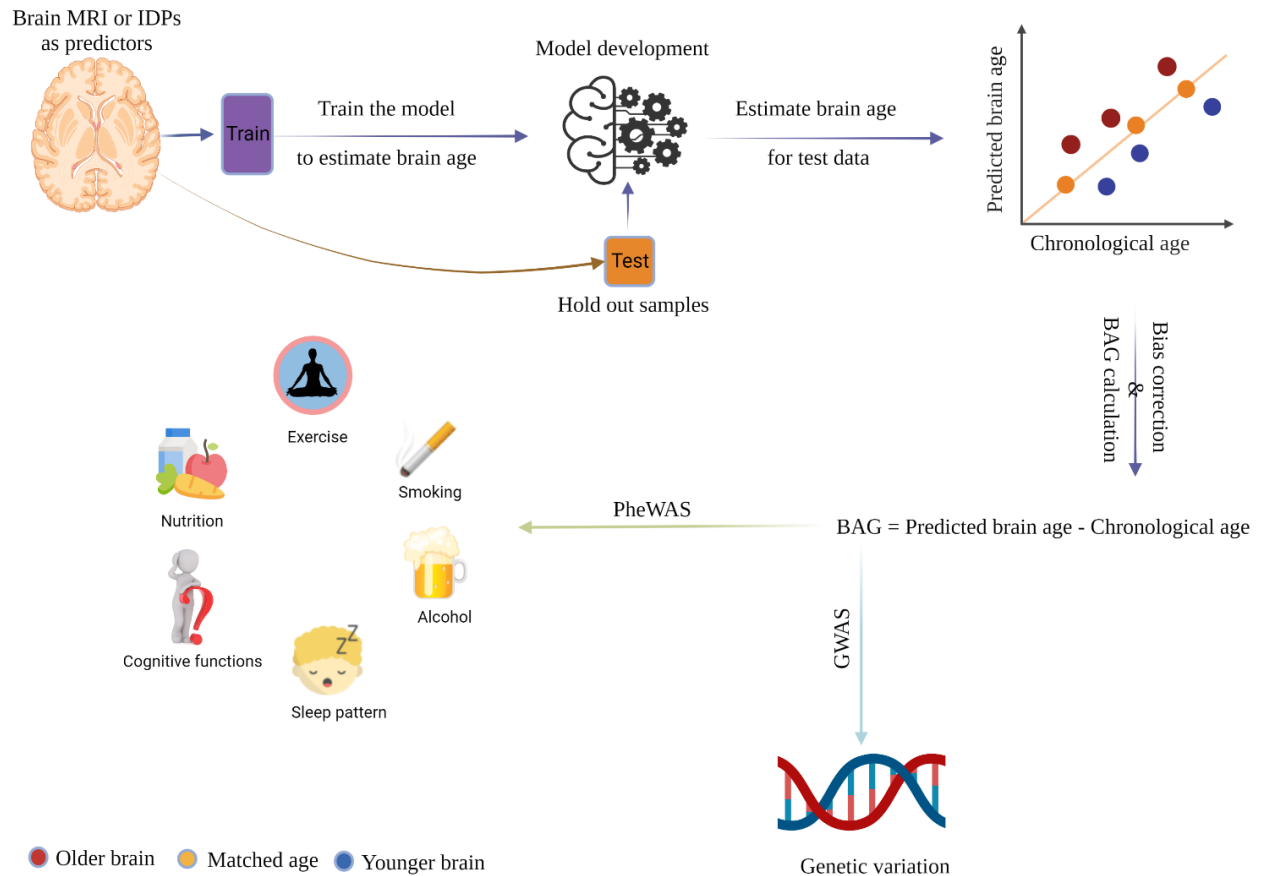 Brain MRI or IDPs
as predictors
Train
Train the model
to estimate brain age
Model development
Estimate brain age
for test data
Predicted brain age
Chronological age
Test
Hold out samples
Bias correction
&
BAG calculation
BAG = Predicted brain age - Chronological age
PheWAS
GWAS
Exercise
Smoking
Nutrition
Alcohol
Cognitive functions
Z
Z
Z
Sleep pattern
Genetic variation
Older brain
Matched age
Younger brain